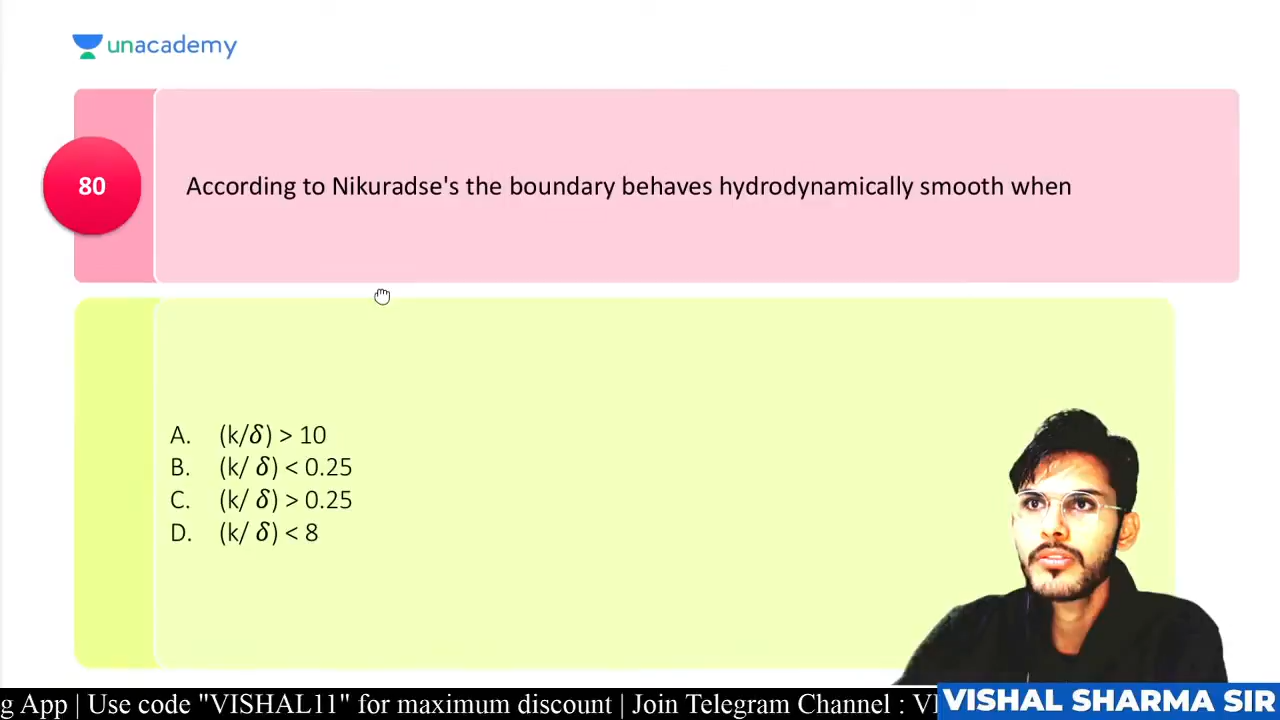 unacademy
80
According to Nikuradse's the boundary behaves hydrodynamically smooth when
A. (k/𝛿) > 10
B. (k/ 𝛿) < 0.25
C. (k/ 𝛿) > 0.25
D. (k/ 𝛿) < 8
g App | Use code "VISHAL11" for maximum discount | Join Telegram Channel : VI
VISHAL SHARMA SIR